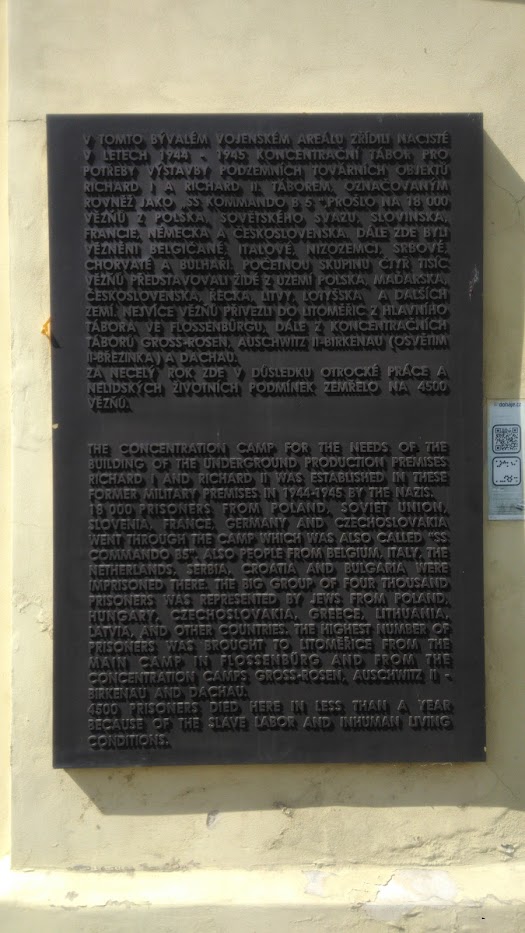 V TOMTO BÝVALÉM VOJENSKÉM AREÁLU ZŘÍDILI NACISTÉ
V LETECH 1944 - 1945 KONCENTRAČNÍ TÁBOR PRO
POTŘEBY VÝSTAVBY PODZEMNÍCH TOVÁRNÍCH OBJEKTŮ
RICHARD I A RICHARD II. TÁBOREM, OZNAČOVANÝM
ROVNĚŽ JAKO „SS KOMMANDO B 5", PROŠLO NA 18 000
VĚZŇŮ Z POLSKA, SOVĚTSKÉHO SVAZU, SLOVINSKA,
FRANCIE, NĚMECKA A ČESKOSLOVENSKA. DÁLE ZDE BYLI
VĚZNĚNI BELGIČANÉ, ITALOVÉ, NIZOZEMCI, SRBOVÉ,
CHORVATÉ A BULHAŘI. POČETNOU SKUPINU ČTYŘ TISÍC
VĚZŇŮ PŘEDSTAVOVALI ŽIDÉ Z ÚZEMÍ POLSKA, MAĎARSKA,
ČESKOSLOVENSKA, ŘECKA, LITVY, LOTYŠSKA A DALŠÍCH
ZEMÍ. NEJVÍCE VĚZŇŮ PŘIVEZLI DO LITOMĚŘIC Z HLAVNÍHO
TÁBORA VE FLOSSENBÜRGU, DÁLE Z KONCENTRAČNÍCH
TÁBORŮ GROSS-ROSEN, AUSCHWITZ II-BIRKENAU (OSVĚTIM
II-BŘEZINKA) A DACHAU.
ZA NECELÝ ROK ZDE V DŮSLEDKU OTROCKÉ PRÁCE A
NELIDSKÝCH ŽIVOTNÍCH PODMÍNEK ZEMŘELO NA 4500
VĚZŇŮ.
THE CONCENTRATION CAMP FOR THE NEEDS OF THE
BUILDING OF THE UNDERGROUND PRODUCTION PREMISES
RICHARD I AND RICHARD II WAS ESTABLISHED IN THESE
FORMER MILITARY PREMISES IN 1944-1945 BY THE NAZIS.
18 000 PRISONERS FROM POLAND, SOVIET UNION,
SLOVENIA, FRANCE, GERMANY AND CZECHOSLOVAKIA
WENT THROUGH THE CAMP WHICH WAS ALSO CALLED "SS
COMMANDO B5". ALSO PEOPLE FROM BELGIUM, ITALY, THE
NETHERLANDS, SERBIA, CROATIA AND BULGARIA WERE
IMPRISONED THERE. THE BIG GROUP OF FOUR THOUSAND
PRISONERS WAS REPRESENTED BY JEWS FROM POLAND,
HUNGARY, CZECHOSLOVAKIA, GREECE, LITHUANIA,
LATVIA, AND OTHER COUNTRIES. THE HIGHEST NUMBER OF
PRISONERS WAS BROUGHT TO LITOMĚŘICE FROM THE
MAIN CAMP IN FLOSSENBÜRG AND FROM THE
CONCENTRATION CAMPS GROSS-ROSEN, AUSCHWITZ II -
BIRKENAU AND DACHAU.
4500 PRISONERS DIED HERE IN LESS THAN A YEAR
BECAUSE OF THE SLAVE LABOR AND INHUMAN LIVING
CONDITIONS.